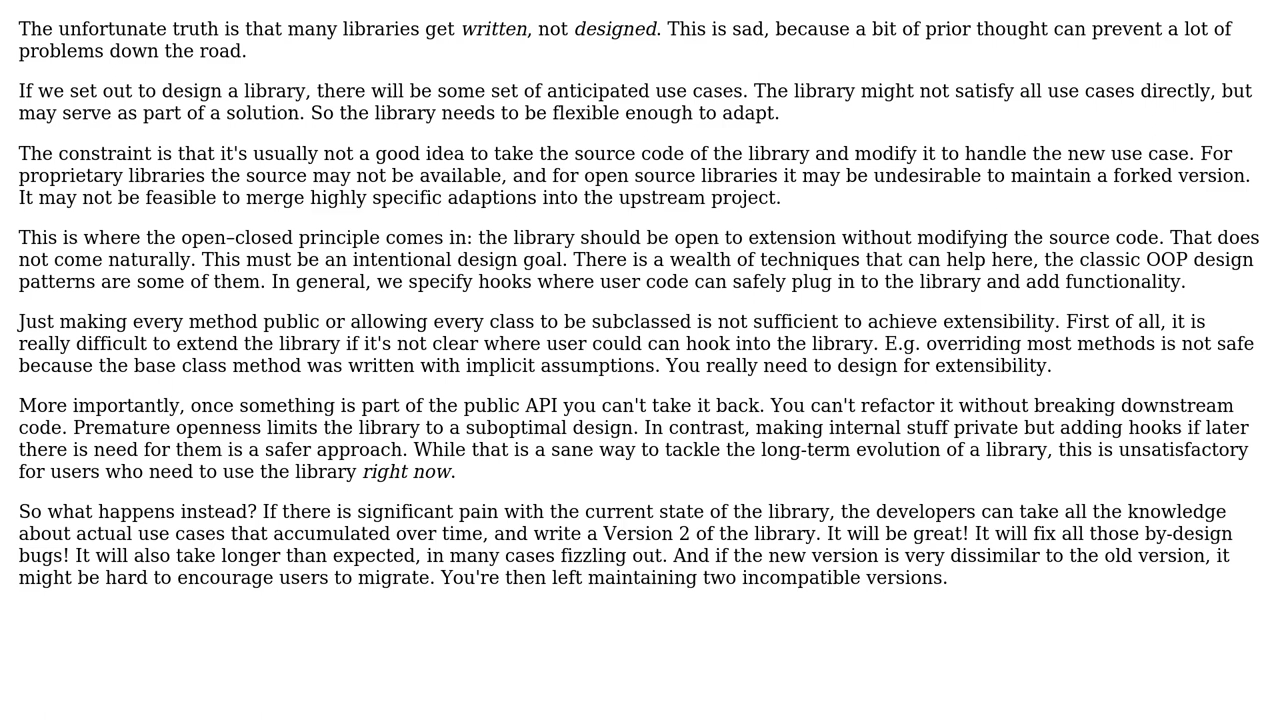 The unfortunate truth is that many libraries get written, not designed. This is sad, because a bit of prior thought can prevent a lot of
problems down the road.
If we set out to design a library, there will be some set of anticipated use cases. The library might not satisfy all use cases directly, but
may serve as part of a solution. So the library needs to be flexible enough to adapt.
The constraint is that it's usually not a good idea to take the source code of the library and modify it to handle the new use case. For
proprietary libraries the source may not be available, and for open source libraries it may be undesirable to maintain a forked version.
It may not be feasible to merge highly specific adaptions into the upstream project.
This is where the open–closed principle comes in: the library should be open to extension without modifying the source code. That does
not come naturally. This must be an intentional design goal. There is a wealth of techniques that can help here, the classic OOP design
patterns are some of them. In general, we specify hooks where user code can safely plug in to the library and add functionality.
Just making every method public or allowing every class to be subclassed is not sufficient to achieve extensibility. First of all, it is
really difficult to extend the library if it's not clear where user could can hook into the library. E.g. overriding most methods is not safe
because the base class method was written with implicit assumptions. You really need to design for extensibility.
More importantly, once something is part of the public API you can't take it back. You can't refactor it without breaking downstream
code. Premature openness limits the library to a suboptimal design. In contrast, making internal stuff private but adding hooks if later
there is need for them is a safer approach. While that is a sane way to tackle the long-term evolution of a library, this is unsatisfactory
for users who need to use the library right now.
So what happens instead? If there is significant pain with the current state of the library, the developers can take all the knowledge
about actual use cases that accumulated over time, and write a Version 2 of the library. It will be great! It will fix all those by-design
bugs! It will also take longer than expected, in many cases fizzling out. And if the new version is very dissimilar to the old version, it
might be hard to encourage users to migrate. You're then left maintaining two incompatible versions.